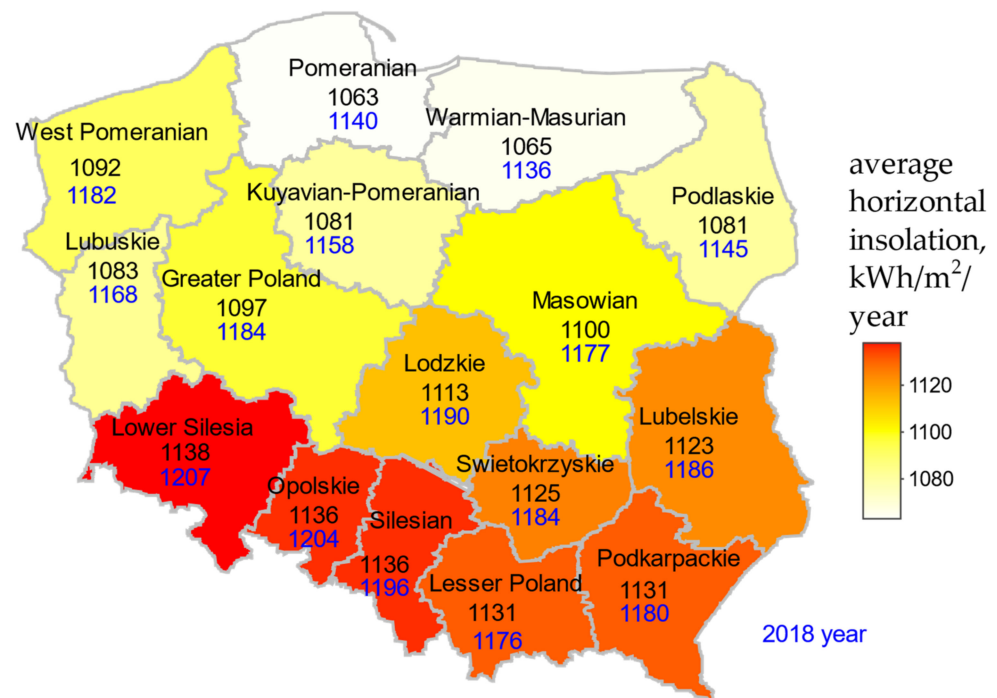 Pomeranian
1063
1140
Warmian-Masurian
1065
1136
West Pomeranian
1092
1182
Kuyavian-Pomeranian
1081
1158
Podlaskie
1081
1145
Lubuskie
1083
1168
Greater Poland
1097
1184
Masowian
1100
1177
Lodzkie
1113
1190
Lubelskie
1123
1186
Lower Silesia
1138
1207
Opolskie
1136
1204
Silesian
1136
1196
Swietokrzyskie
1125
1184
Lesser Poland
1131
1176
Podkarpackie
1131
1180
average
horizontal
insolation,
kWh/m²/
year
1120
1100
1080
2018 year